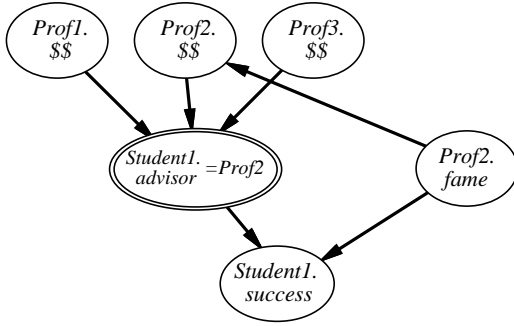 Prof1.
$$
Prof2.
$$
Prof3.
$$
Student1.
advisor =Prof2
Prof2.
fame
Student1.
success